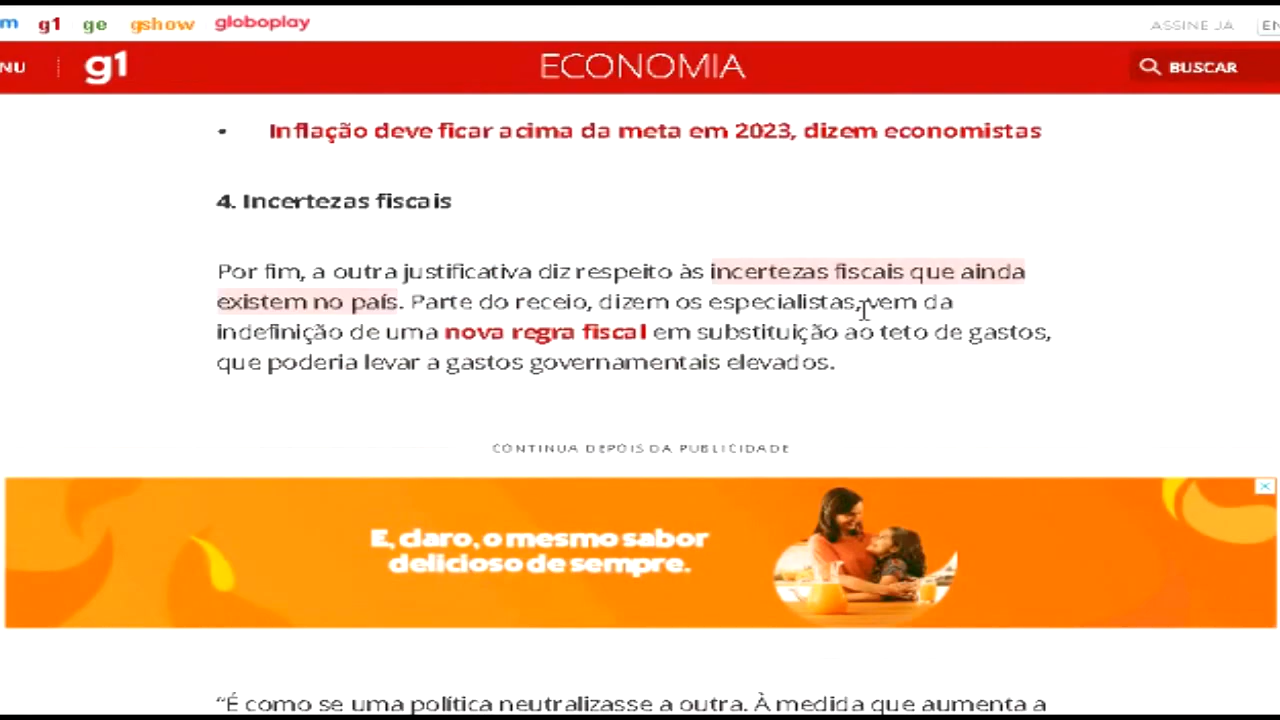 m g1 ge gshow globoplay ASSINE JÁ EN
NU g1 ECONOMIA BUSCAR
• Inflação deve ficar acima da meta em 2023, dizem economistas
4. Incertezas fiscais
Por fim, a outra justificativa diz respeito às incertezas fiscais que ainda
existem no país. Parte do receio, dizem os especialistas, vem da
indefinição de uma nova regra fiscal em substituição ao teto de gastos,
que poderia levar a gastos governamentais elevados.
CONTINUA DEPOIS DA PUBLICIDADE
E, claro, o mesmo sabor
delicioso de sempre.
“É como se uma política neutralizasse a outra. À medida que aumenta a